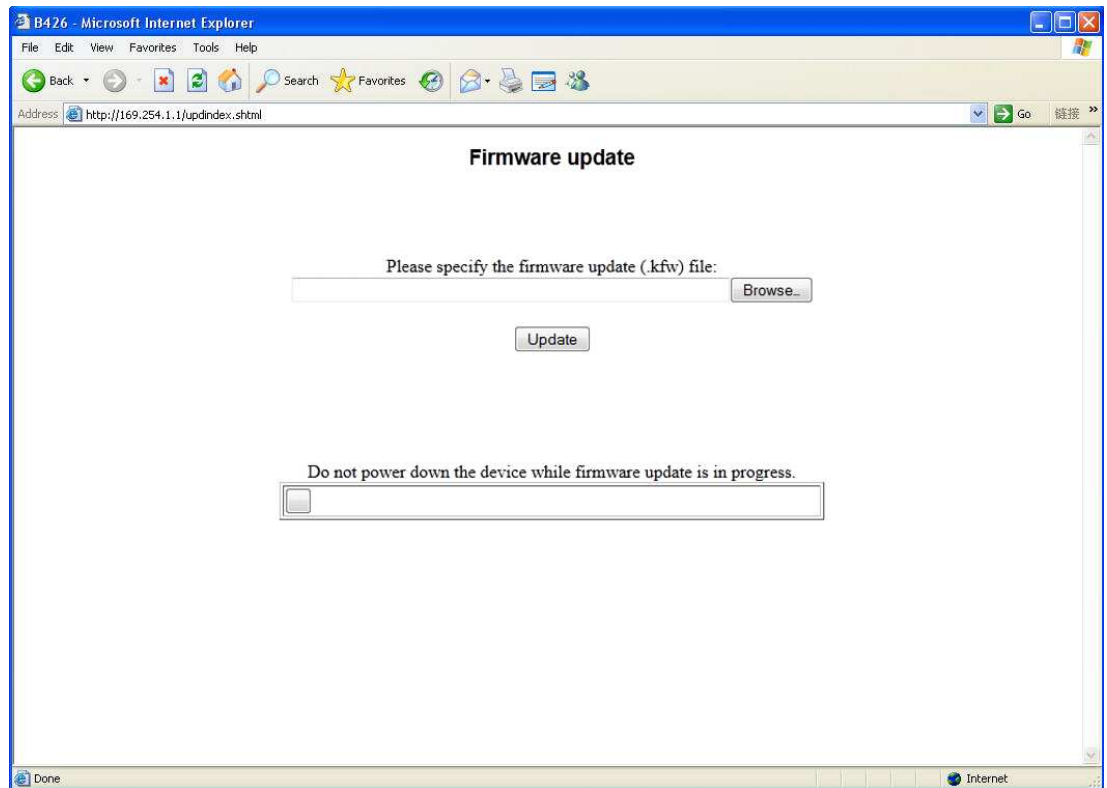 B426 - Microsoft Internet Explorer
File Edit View Favorites Tools Help
Back Search Favorites
Address http://169.254.1.1/updindex.shtml Go 链接 »
Firmware update
Please specify the firmware update (.kfw) file:
Browse...
Update
Do not power down the device while firmware update is in progress.
Done Internet